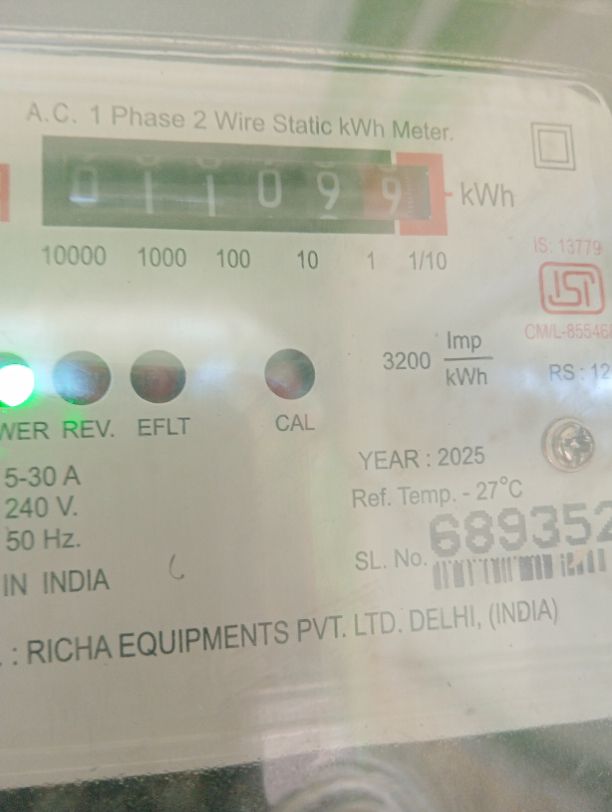 A.C. 1 Phase 2 Wire Static kWh Meter.
0 1 1 0 9 9 kWh
10000 1000 100 10 1 1/10
IS: 13779
ISI
CM/L-85546
3200 Imp/kWh
RS : 12
WER REV. EFLT CAL
5-30 A
240 V.
50 Hz.
IN INDIA
YEAR : 2025
Ref. Temp. - 27°C
SL. No. 689352
: RICHA EQUIPMENTS PVT. LTD. DELHI, (INDIA)